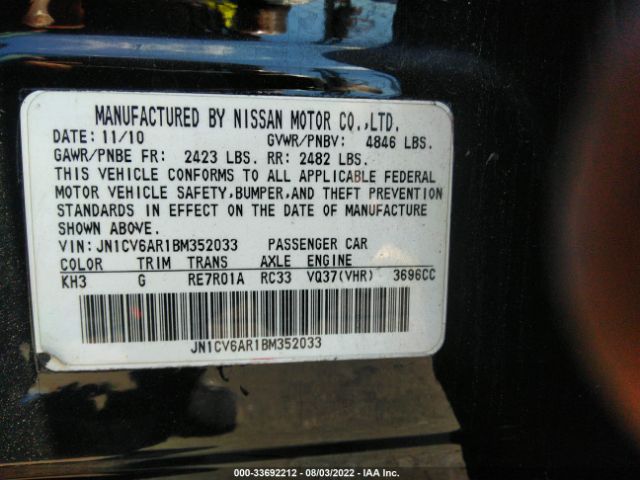 MANUFACTURED BY NISSAN MOTOR CO.,LTD.
DATE: 11/10 GVWR/PNBV: 4846 LBS.
GAWR/PNBE FR: 2423 LBS. RR: 2482 LBS.
THIS VEHICLE CONFORMS TO ALL APPLICABLE FEDERAL
MOTOR VEHICLE SAFETY,BUMPER,AND THEFT PREVENTION
STANDARDS IN EFFECT ON THE DATE OF MANUFACTURE
SHOWN ABOVE.
VIN: JN1CV6AR1BM352033 PASSENGER CAR
COLOR TRIM TRANS AXLE ENGINE
KH3 G RE7R01A RC33 VQ37(VHR) 3696CC
JN1CV6AR1BM352033
000-33692212 - 08/03/2022 - IAA Inc.